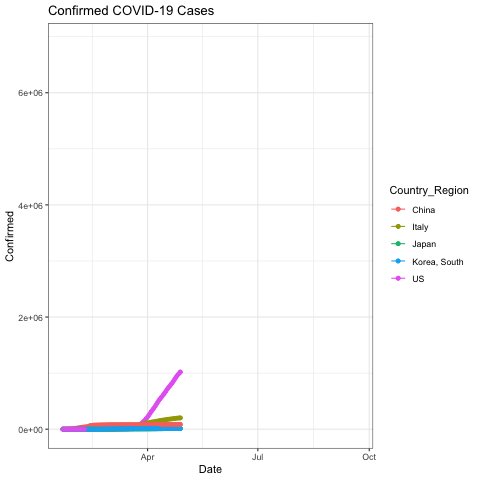 Confirmed COVID-19 Cases
6e+06
4e+06
2e+06
0e+00
Confirmed
Apr
Jul
Oct
Date
Country_Region
China
Italy
Japan
Korea, South
US